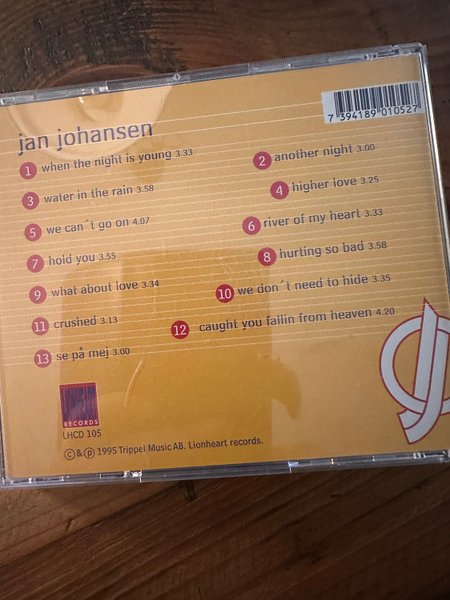 7 394189 010527
jan johansen
1 when the night is young 3.33
2 another night 3.00
3 water in the rain 3.58
4 higher love 3.25
5 we can´t go on 4.07
6 river of my heart 3.33
7 hold you 3.55
8 hurting so bad 3.58
9 what about love 3.34
10 we don´t need to hide 3.35
11 crushed 3.13
12 caught you fallin from heaven 4.20
13 se på mej 3.00
RECORDS
LHCD 105
© & ℗ 1995 Trippel Music AB. Lionheart records.